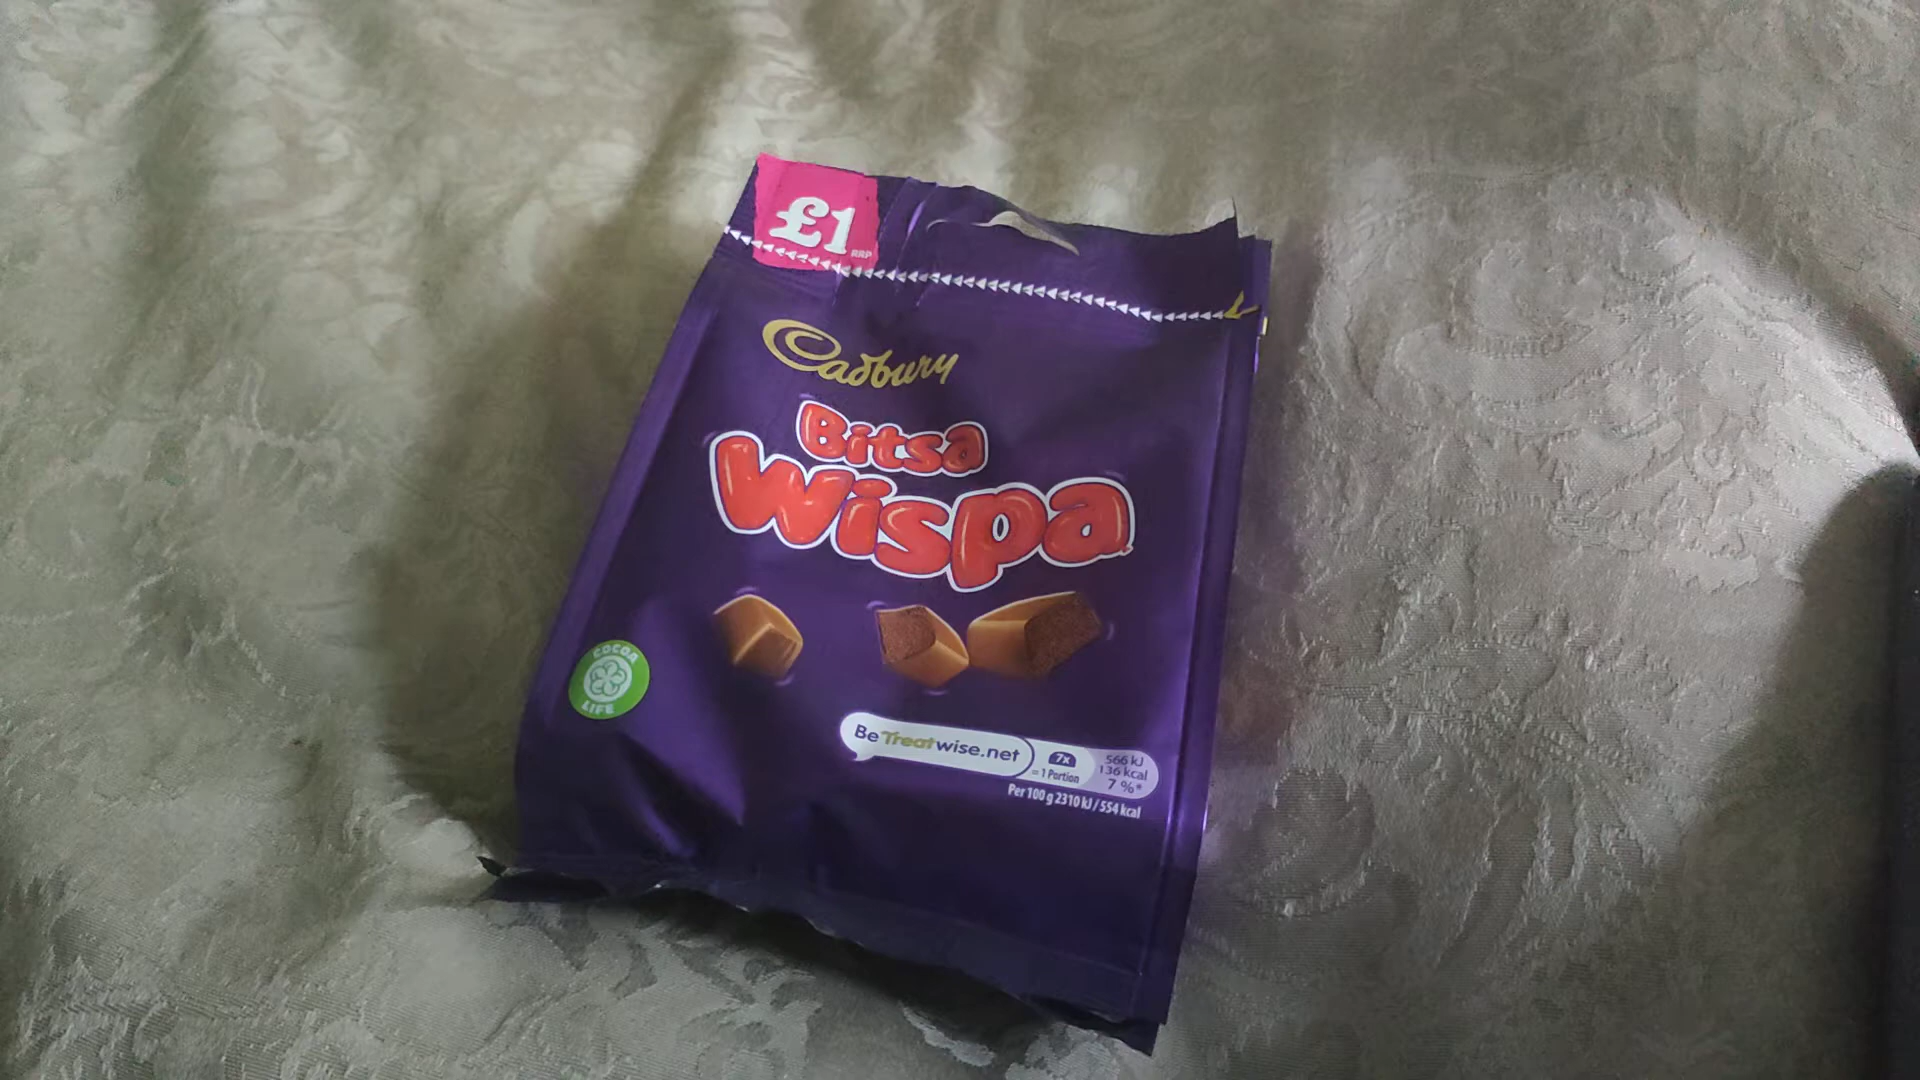 £1
RRP
Cadbury
Bitsa
Wispa
COCOA
LIFE
Be Treatwise.net
7x
= 1 Portion
566 kJ
136 kcal
7 %*
Per 100 g 2310 kJ / 554 kcal